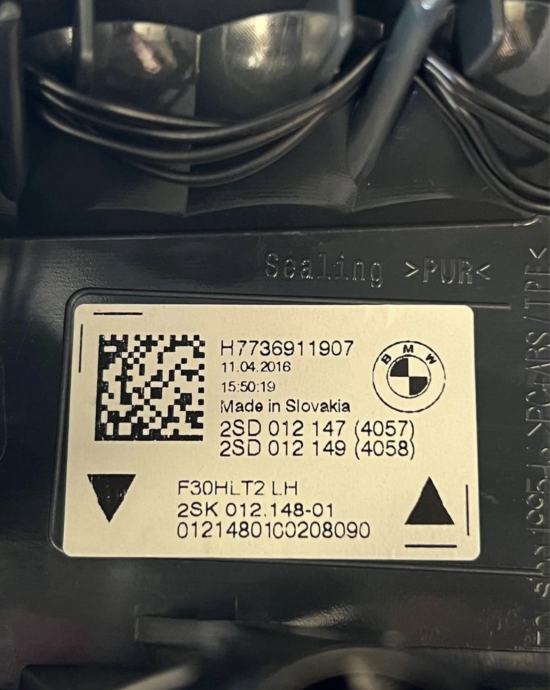 Sealing >PUR<
H7736911907
11.04.2016
15:50:19
Made in Slovakia
BMW
2SD 012 147 (4057)
2SD 012 149 (4058)
F30HLT2 LH
2SK 012.148-01
01214801C0208090